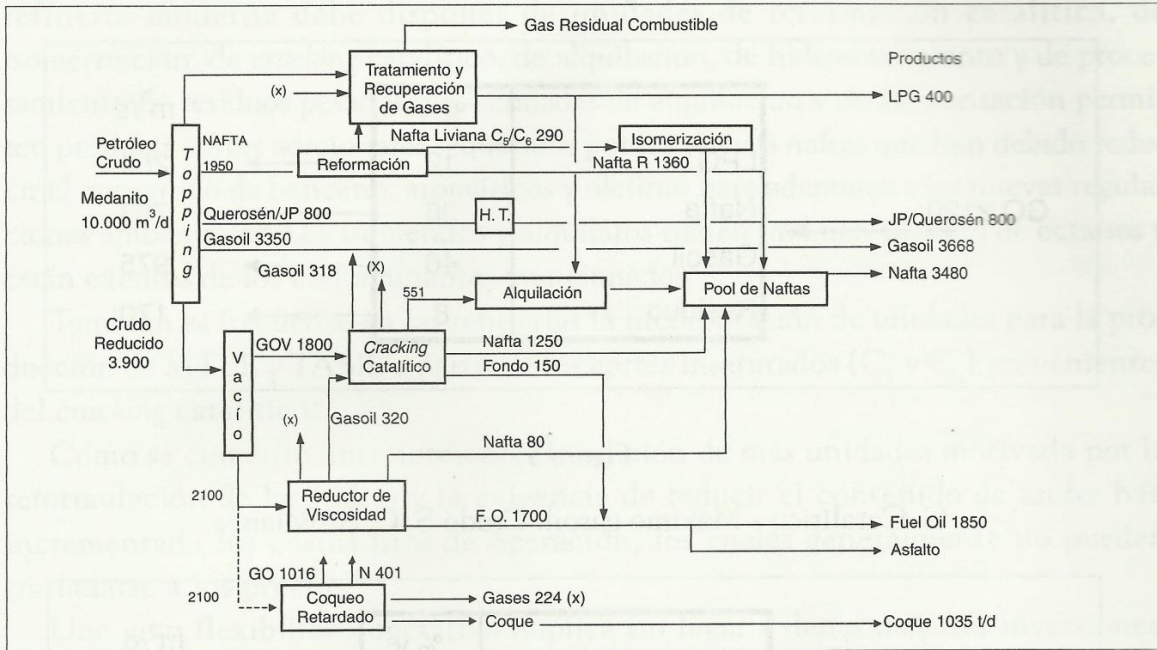 Gas Residual Combustible
Productos
Tratamiento y
Recuperación
de Gases
(x)
LPG 400
Petróleo
Crudo
Medanito
10.000 m³/d
Topping
NAFTA
1950
Reformación
Nafta Liviana C₅/C₆ 290
Isomerización
Nafta R 1360
Querosén/JP 800
Gasoil 3350
H. T.
JP/Querosén 800
Gasoil 3668
Nafta 3480
Gasoil 318
(x)
551
Alquilación
Pool de Naftas
Crudo
Reducido
3.900
Vacío
GOV 1800
Cracking
Catalítico
Nafta 1250
Fondo 150
(x)
Gasoil 320
Nafta 80
2100
Reductor de
Viscosidad
F. O. 1700
Fuel Oil 1850
Asfalto
GO 1016
N 401
2100
Coqueo
Retardado
Gases 224 (x)
Coque
Coque 1035 t/d